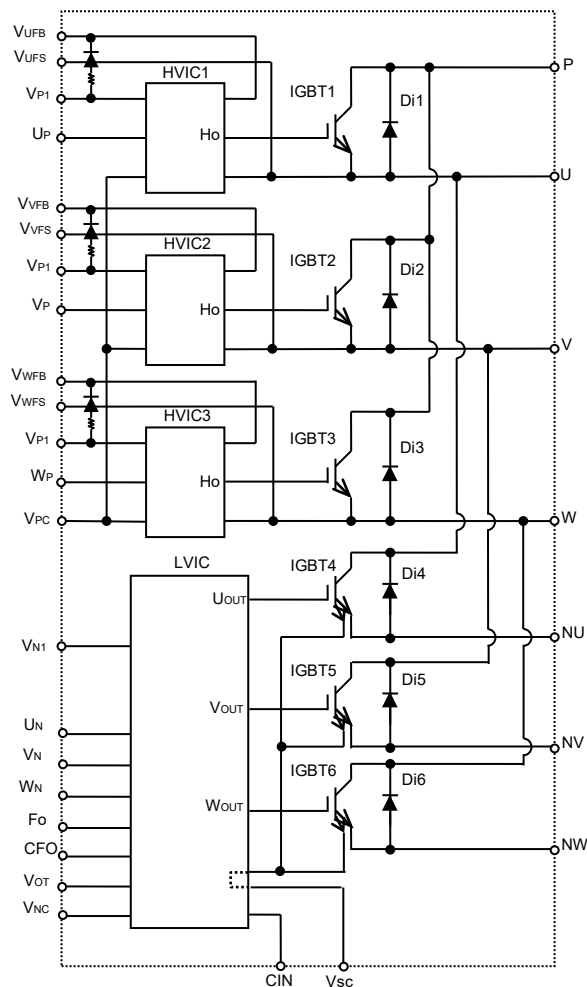 VUFB
VUFS
VP1
UP
HVIC1
Ho
IGBT1
Di1
P
U
VVFB
VVFS
VP1
VP
HVIC2
Ho
IGBT2
Di2
V
VWFB
VWFS
VP1
WP
VPC
HVIC3
Ho
IGBT3
Di3
W
LVIC
UOUT
IGBT4
Di4
NU
VN1
VOUT
IGBT5
Di5
NV
UN
VN
WN
WOUT
IGBT6
Di6
NW
Fo
CFO
VOT
VNC
CIN
Vsc